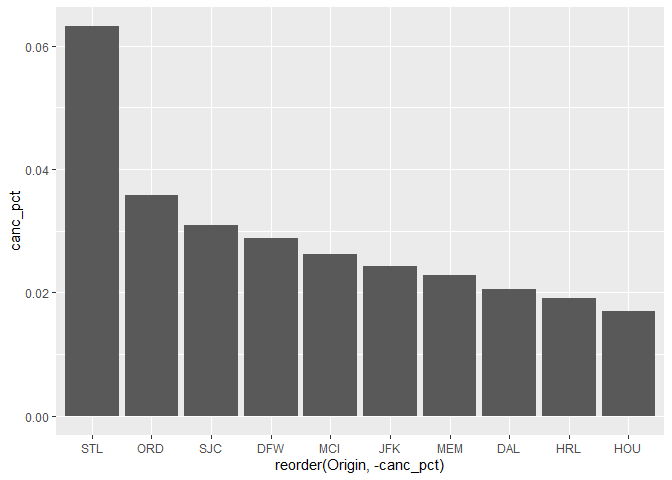 canc_pct
0.06
0.04
0.02
0.00
STL ORD SJC DFW MCI JFK MEM DAL HRL HOU
reorder(Origin, -canc_pct)